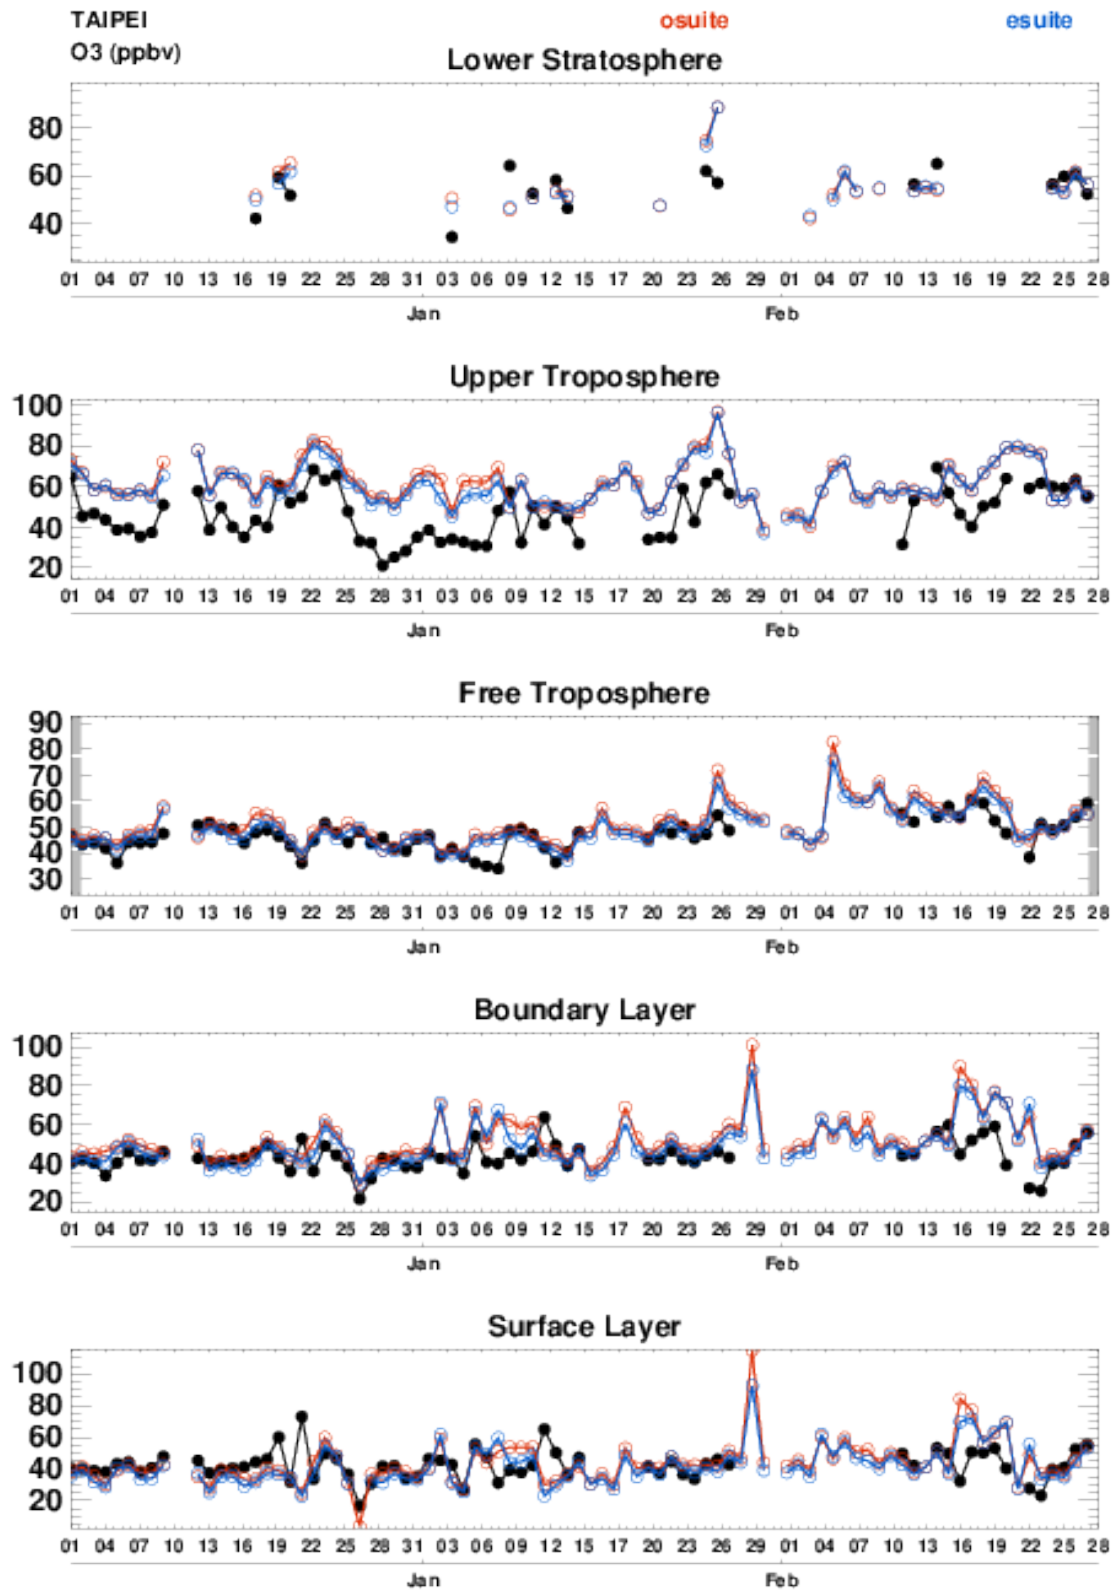 TAIPEI osuite esuite
O3 (ppbv)
Lower Stratosphere
80
60
40
01 04 07 10 13 16 19 22 25 28 31 03 06 09 12 15 17 20 23 26 29 01 04 07 10 13 16 19 22 25 28
Jan Feb
Upper Troposphere
100
80
60
40
20
01 04 07 10 13 16 19 22 25 28 31 03 06 09 12 15 17 20 23 26 29 01 04 07 10 13 16 19 22 25 28
Jan Feb
Free Troposphere
90
80
70
60
50
40
30
01 04 07 10 13 16 19 22 25 28 31 03 06 09 12 15 17 20 23 26 29 01 04 07 10 13 16 19 22 25 28
Jan Feb
Boundary Layer
100
80
60
40
20
01 04 07 10 13 16 19 22 25 28 31 03 06 09 12 15 17 20 23 26 29 01 04 07 10 13 16 19 22 25 28
Jan Feb
Surface Layer
100
80
60
40
20
01 04 07 10 13 16 19 22 25 28 31 03 06 09 12 15 17 20 23 26 29 01 04 07 10 13 16 19 22 25 28
Jan Feb